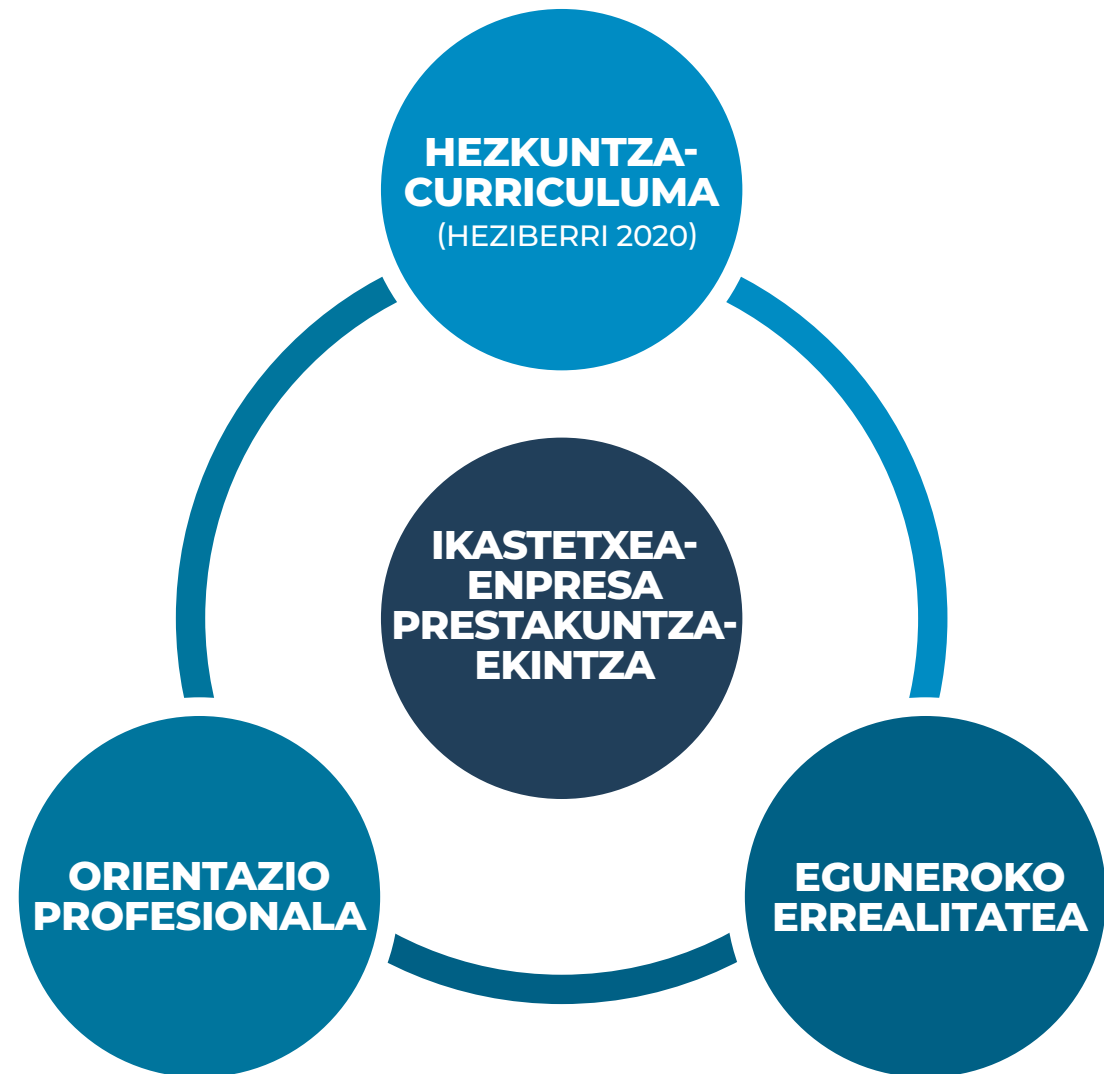 HEZKUNTZA-
CURRICULUMA
(HEZIBERRI 2020)
IKASTETXEA-
ENPRESA
PRESTAKUNTZA-
EKINTZA
ORIENTAZIO
PROFESIONALA
EGUNEROKO
ERREALITATEA